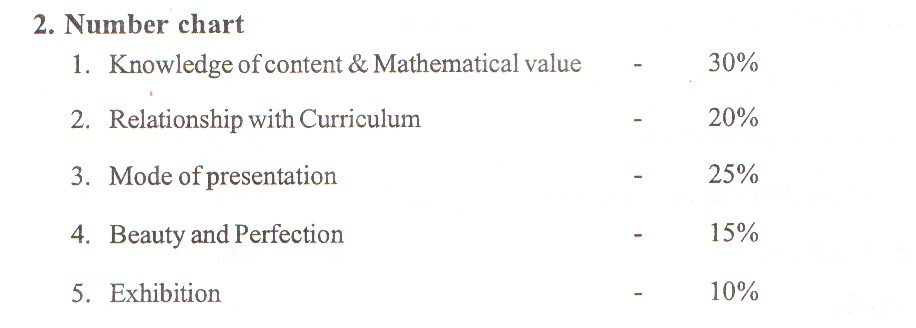 2. Number chart
1. Knowledge of content & Mathematical value - 30%
2. Relationship with Curriculum - 20%
3. Mode of presentation - 25%
4. Beauty and Perfection - 15%
5. Exhibition - 10%